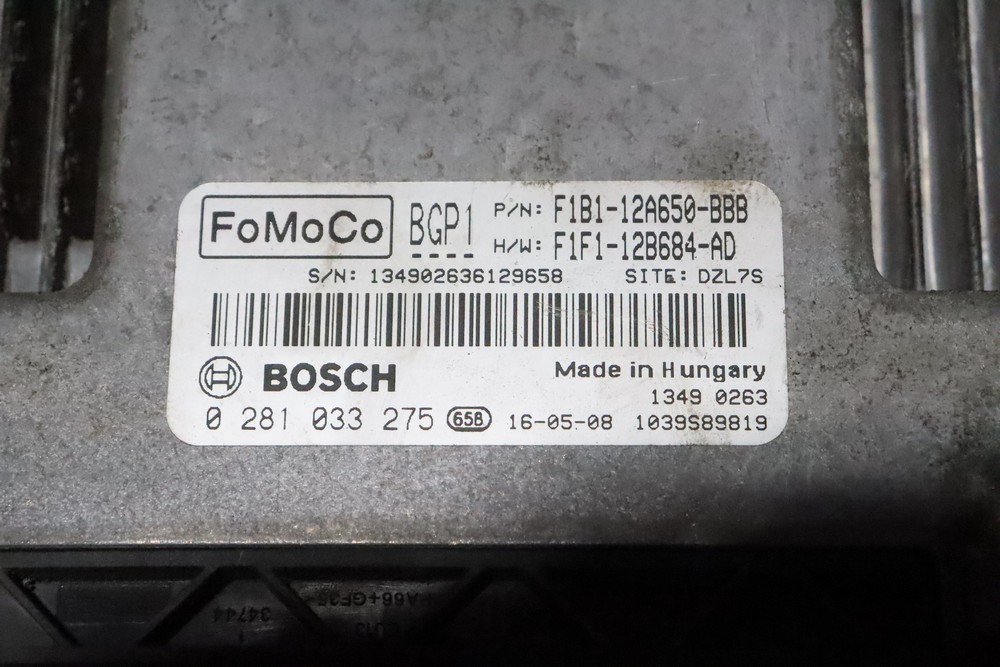 FoMoCo BGP1 P/N: F1B1-12A650-BBB
H/W: F1F1-12B684-AD
S/N: 134902636129658 SITE: DZL7S
BOSCH Made in Hungary
1349 0263
0 281 033 275 65B 16-05-08 1039S89819
34744